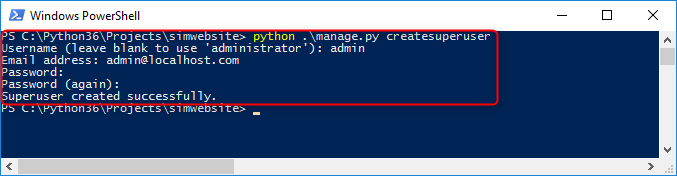 Windows PowerShell
PS C:\Python36\Projects\simwebsite> python .\manage.py createsuperuser
Username (leave blank to use 'administrator'): admin
Email address: admin@localhost.com
Password:
Password (again):
Superuser created successfully.
PS C:\Python36\Projects\simwebsite> _